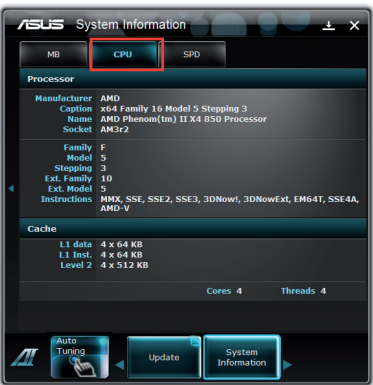 ASUS System Information
MB CPU SPD
Processor
Manufacturer AMD
Caption x64 Family 16 Model 5 Stepping 3
Name AMD Phenom(tm) II X4 850 Processor
Socket AM3r2
Family F
Model 5
Stepping 3
Ext. Family 10
Ext. Model 5
Instructions MMX, SSE, SSE2, SSE3, 3DNow!, 3DNowExt, EM64T, SSE4A,
AMD-V
Cache
L1 data 4 x 64 KB
L1 Inst. 4 x 64 KB
Level 2 4 x 512 KB
Cores 4 Threads 4
Auto
Tuning
Update
System
Information